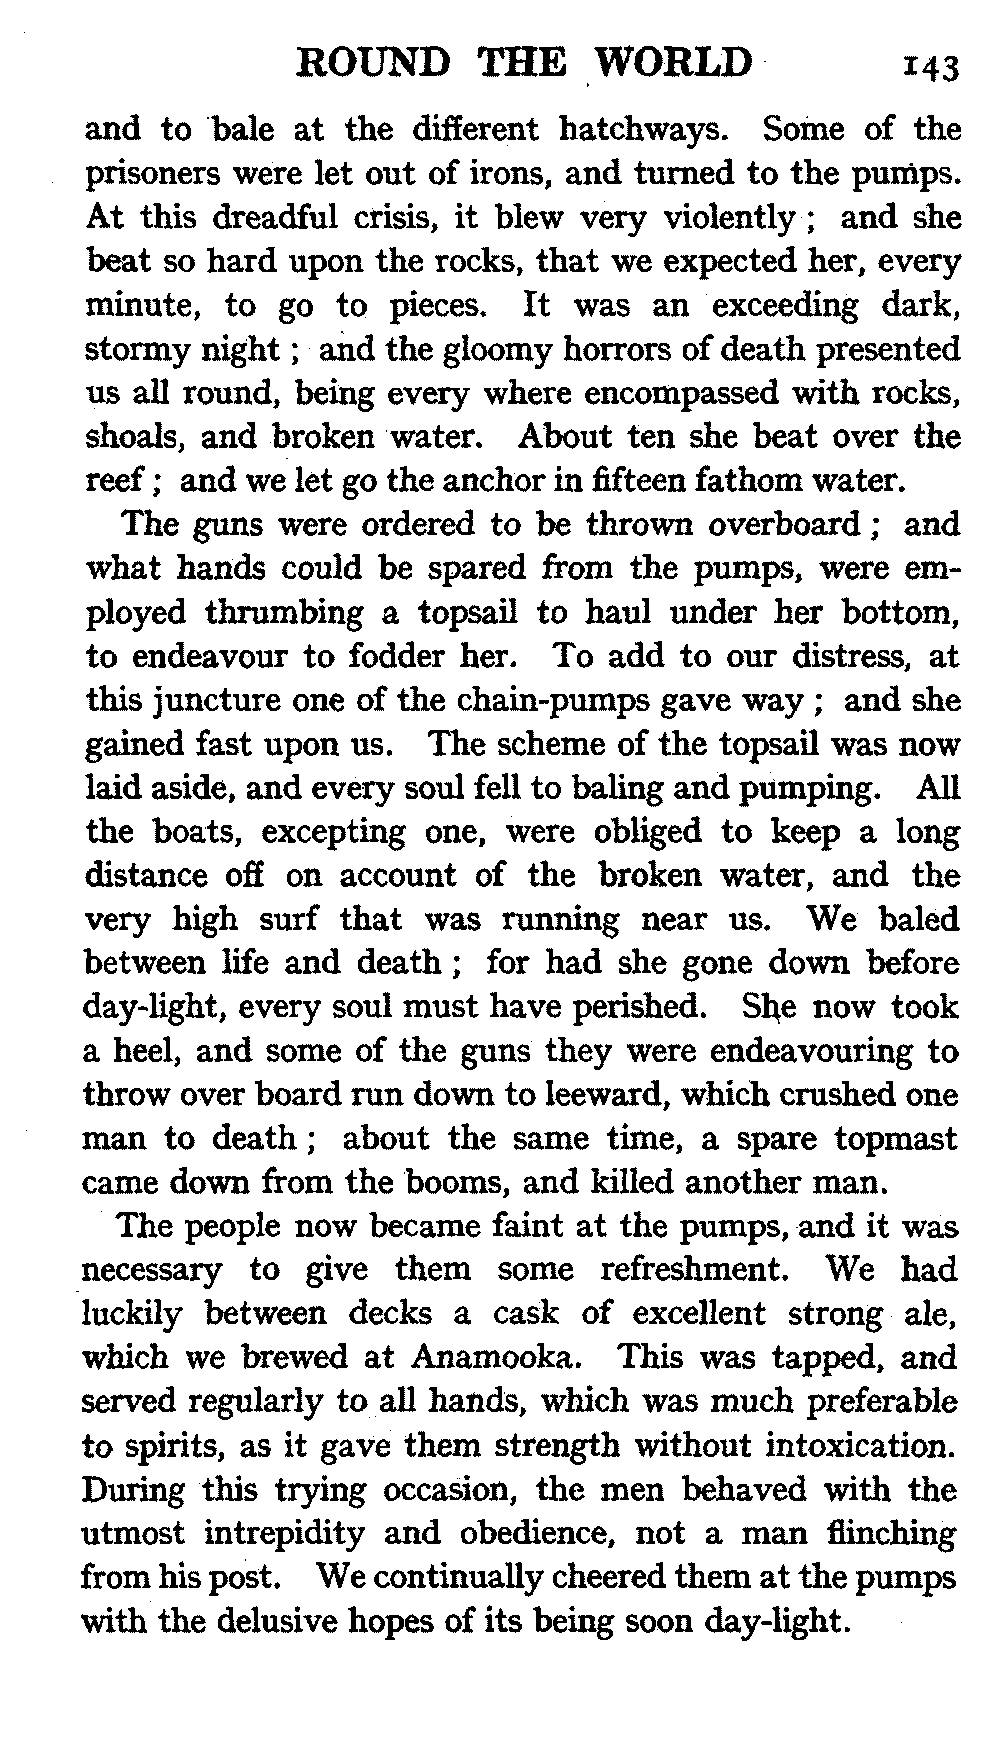 ROUND THE WORLD 143
and to bale at the different hatchways. Some of the
prisoners were let out of irons, and turned to the pumps.
At this dreadful crisis, it blew very violently ; and she
beat so hard upon the rocks, that we expected her, every
minute, to go to pieces. It was an exceeding dark,
stormy night ; and the gloomy horrors of death presented
us all round, being every where encompassed with rocks,
shoals, and broken water. About ten she beat over the
reef ; and we let go the anchor in fifteen fathom water.
The guns were ordered to be thrown overboard ; and
what hands could be spared from the pumps, were em-
ployed thrumbing a topsail to haul under her bottom,
to endeavour to fodder her. To add to our distress, at
this juncture one of the chain-pumps gave way ; and she
gained fast upon us. The scheme of the topsail was now
laid aside, and every soul fell to baling and pumping. All
the boats, excepting one, were obliged to keep a long
distance off on account of the broken water, and the
very high surf that was running near us. We baled
between life and death ; for had she gone down before
day-light, every soul must have perished. She now took
a heel, and some of the guns they were endeavouring to
throw over board run down to leeward, which crushed one
man to death ; about the same time, a spare topmast
came down from the booms, and killed another man.
The people now became faint at the pumps, and it was
necessary to give them some refreshment. We had
luckily between decks a cask of excellent strong ale,
which we brewed at Anamooka. This was tapped, and
served regularly to all hands, which was much preferable
to spirits, as it gave them strength without intoxication.
During this trying occasion, the men behaved with the
utmost intrepidity and obedience, not a man flinching
from his post. We continually cheered them at the pumps
with the delusive hopes of its being soon day-light.